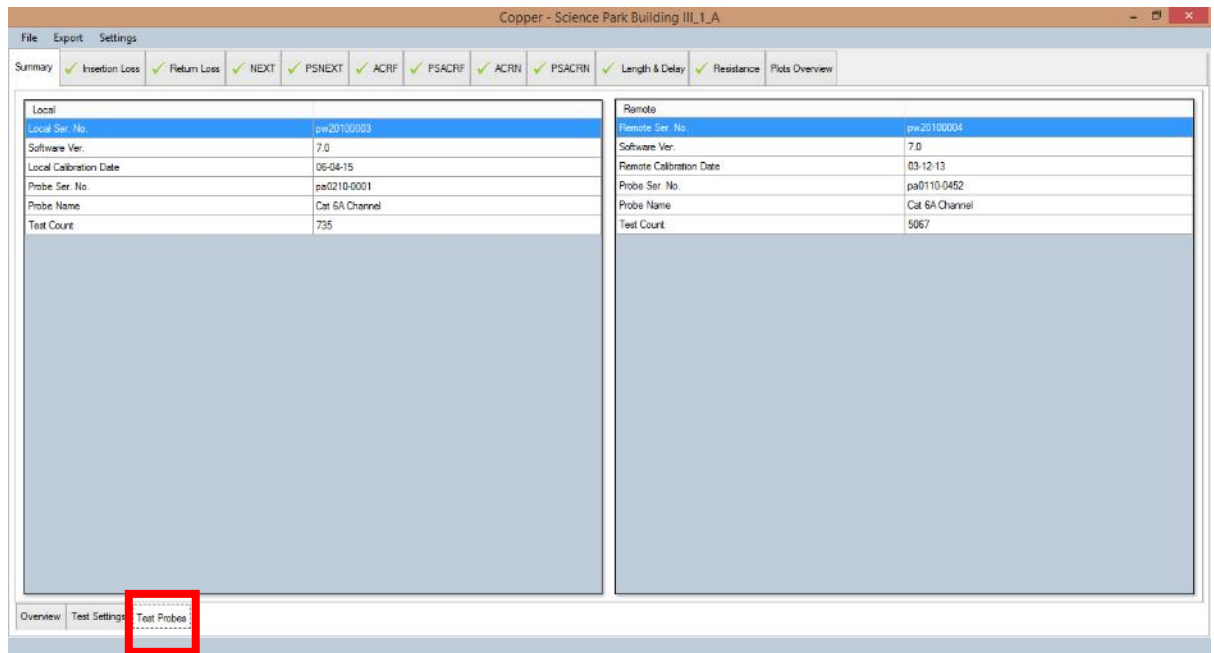 Copper - Science Park Building III_1_A
File Export Settings
Summary Insertion Loss Return Loss NEXT PSNEXT ACRF PSACRF ACRN PSACRN Length & Delay Resistance Plots Overview
Local
Local Ser. No. pw20100003
Software Ver. 7.0
Local Calibration Date 06-04-15
Probe Ser. No. pa0210-0001
Probe Name Cat 6A Channel
Test Count 735
Remote
Remote Ser. No. pw20100004
Software Ver. 7.0
Remote Calibration Date 03-12-13
Probe Ser. No. pa0110-0452
Probe Name Cat 6A Channel
Test Count 5067
Overview Test Settings Test Probes